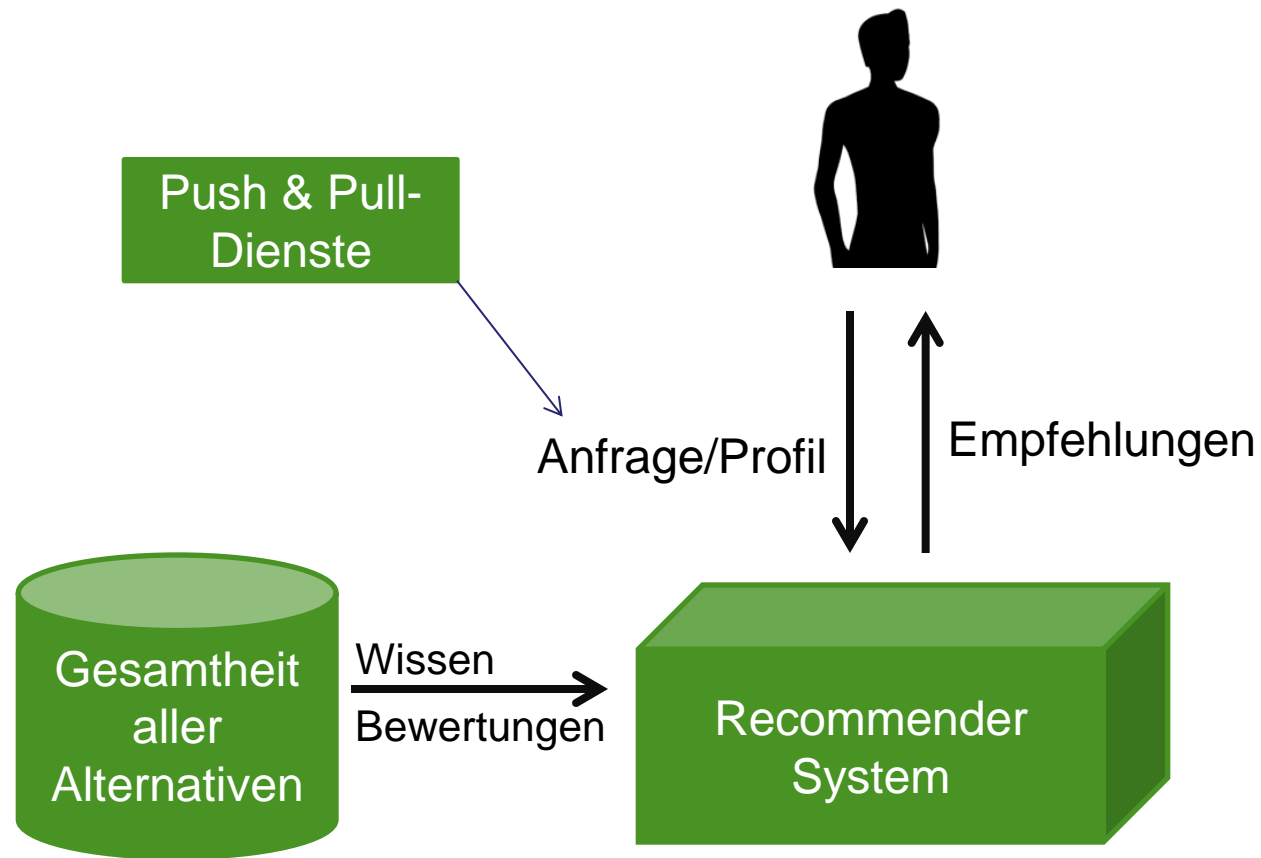 Push & Pull-
Dienste
Anfrage/Profil
Empfehlungen
Gesamtheit
aller
Alternativen
Wissen
Bewertungen
Recommender
System